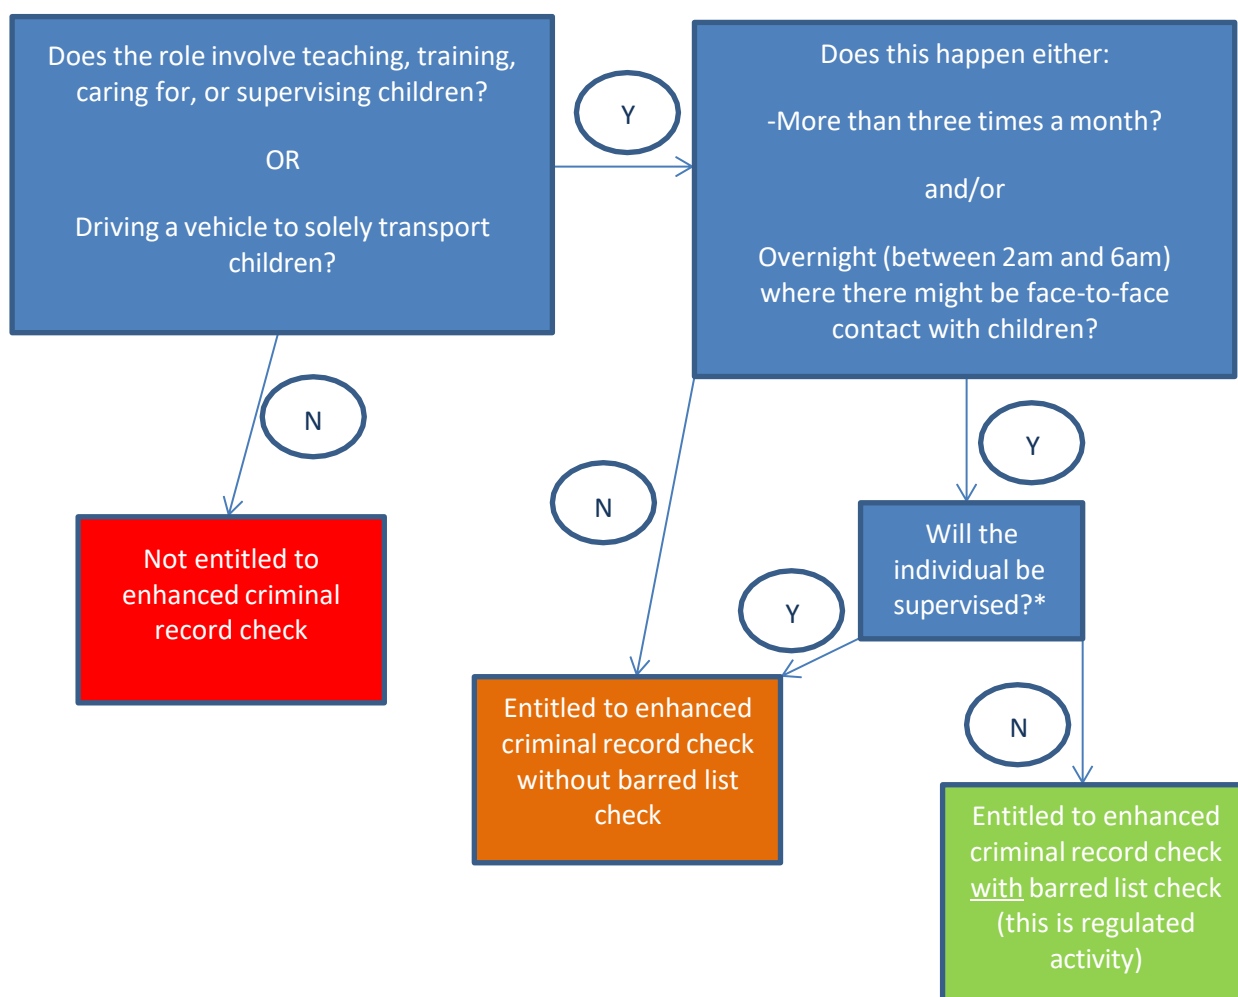 Does the role involve teaching, training,
caring for, or supervising children?
OR
Driving a vehicle to solely transport
children?
Y
Does this happen either:
-More than three times a month?
and/or
Overnight (between 2am and 6am)
where there might be face-to-face
contact with children?
N
N
Y
Not entitled to
enhanced criminal
record check
Will the
individual be
supervised?*
Y
N
Entitled to enhanced
criminal record check
without barred list
check
Entitled to enhanced
criminal record check
with barred list check
(this is regulated
activity)